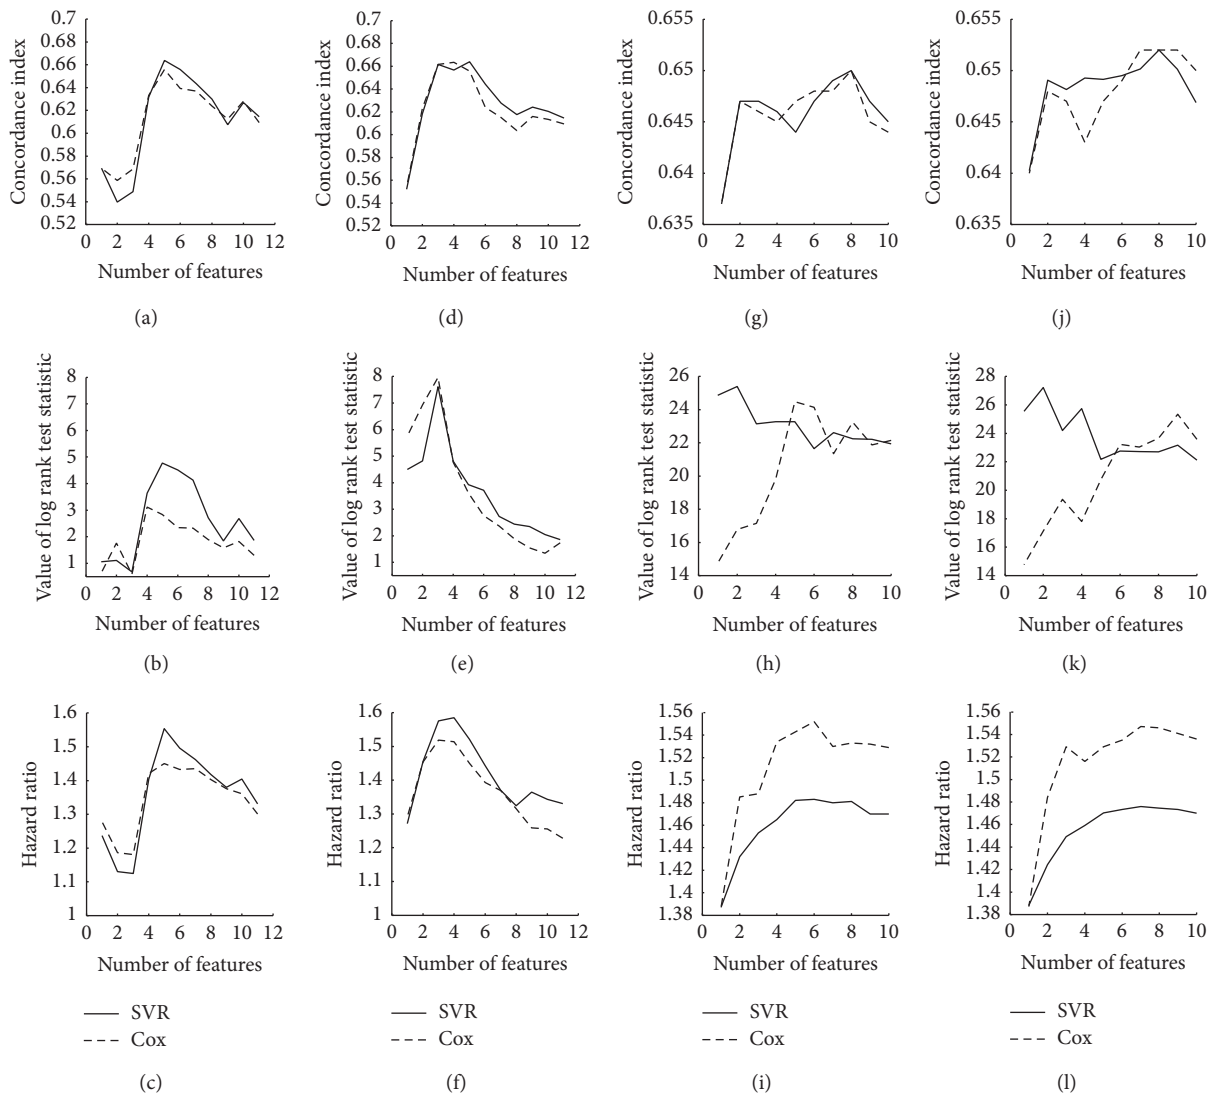 Concordance index
0.7
0.68
0.66
0.64
0.62
0.6
0.58
0.56
0.54
0.52
0 2 4 6 8 10 12
Number of features
(a)
Concordance index
0.7
0.68
0.66
0.64
0.62
0.6
0.58
0.56
0.54
0.52
0 2 4 6 8 10 12
Number of features
(d)
Concordance index
0.655
0.65
0.645
0.64
0.635
0 2 4 6 8 10
Number of features
(g)
Concordance index
0.655
0.65
0.645
0.64
0.635
0 2 4 6 8 10
Number of features
(j)
Value of log rank test statistic
8
7
6
5
4
3
2
1
0 2 4 6 8 10 12
Number of features
(b)
Value of log rank test statistic
8
7
6
5
4
3
2
1
0 2 4 6 8 10 12
Number of features
(e)
Value of log rank test statistic
26
24
22
20
18
16
14
0 2 4 6 8 10
Number of features
(h)
Value of log rank test statistic
28
26
24
22
20
18
16
14
0 2 4 6 8 10
Number of features
(k)
Hazard ratio
1.6
1.5
1.4
1.3
1.2
1.1
1
0 2 4 6 8 10 12
Number of features
SVR
Cox
(c)
Hazard ratio
1.6
1.5
1.4
1.3
1.2
1.1
1
0 2 4 6 8 10 12
Number of features
SVR
Cox
(f)
Hazard ratio
1.56
1.54
1.52
1.5
1.48
1.46
1.44
1.42
1.4
1.38
0 2 4 6 8 10
Number of features
SVR
Cox
(i)
Hazard ratio
1.56
1.54
1.52
1.5
1.48
1.46
1.44
1.42
1.4
1.38
0 2 4 6 8 10
Number of features
SVR
Cox
(l)